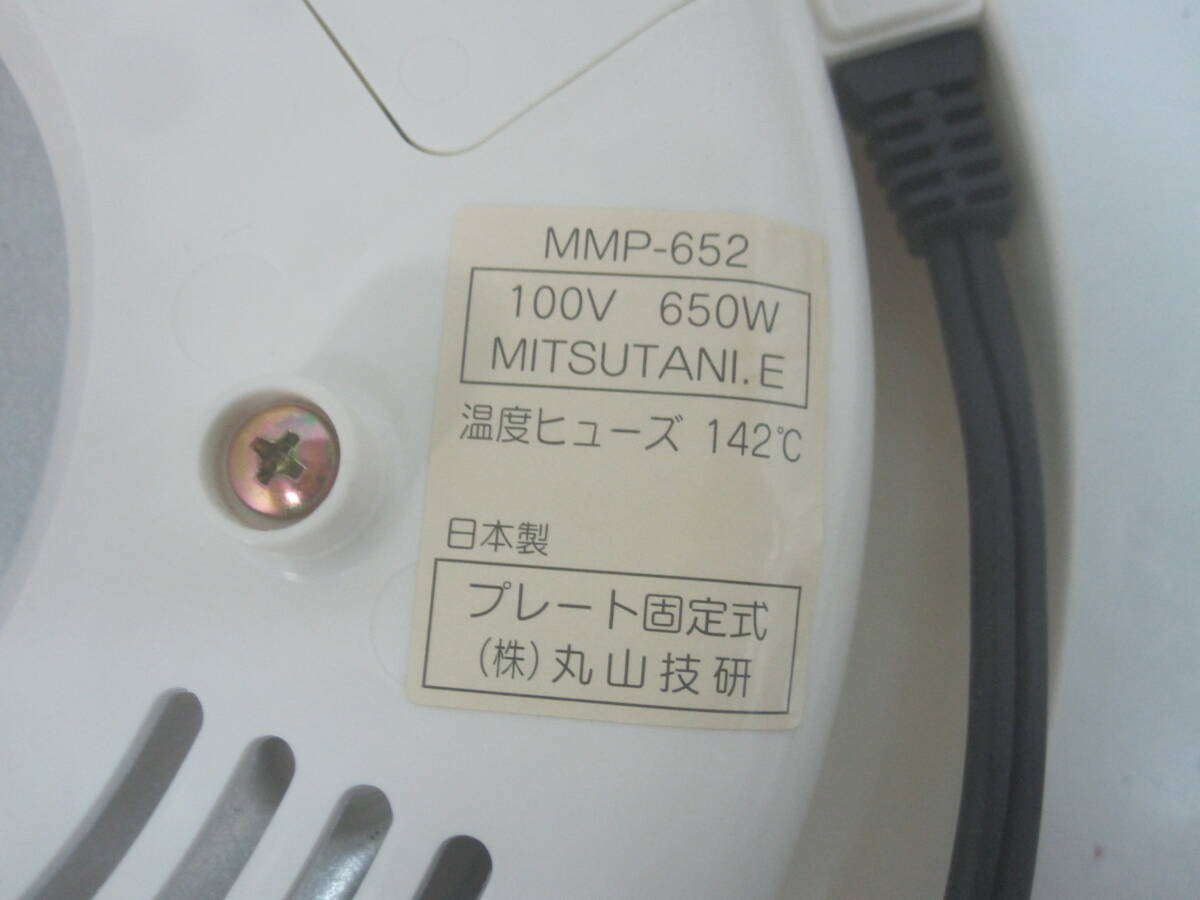 MMP-652
100V 650W
MITSUTANI.E
温度ヒューズ 142℃
日本製
プレート固定式
(株)丸山技研